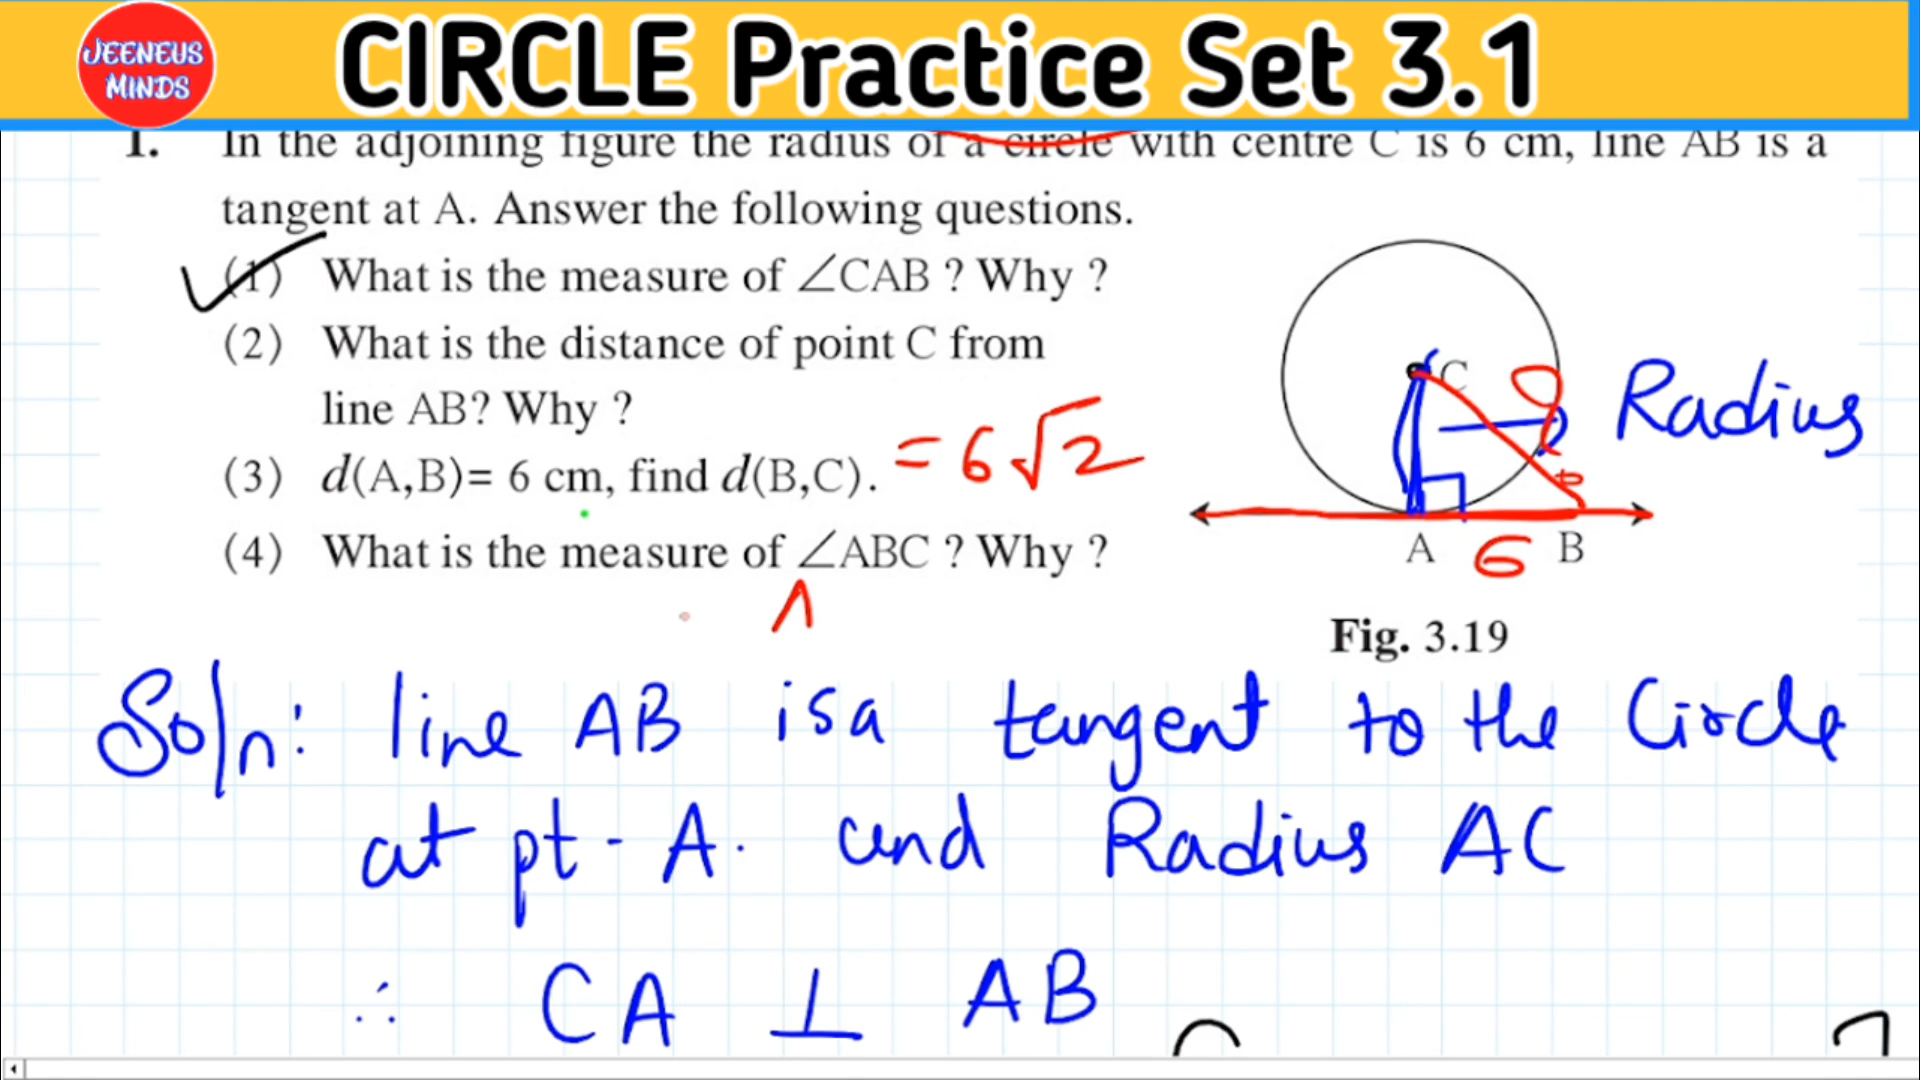 JEENEUS
MINDS
CIRCLE Practice Set 3.1
1. In the adjoining figure the radius of a circle with centre C is 6 cm, line AB is a
tangent at A. Answer the following questions.
(1) What is the measure of ∠CAB ? Why ?
(2) What is the distance of point C from
line AB? Why ?
(3) d(A,B)= 6 cm, find d(B,C). = 6√2
(4) What is the measure of ∠ABC ? Why ?
C
Radius
A 6 B
Fig. 3.19
Soln: line AB is a tangent to the Circle
at pt - A. and Radius AC
∴ CA ⊥ AB